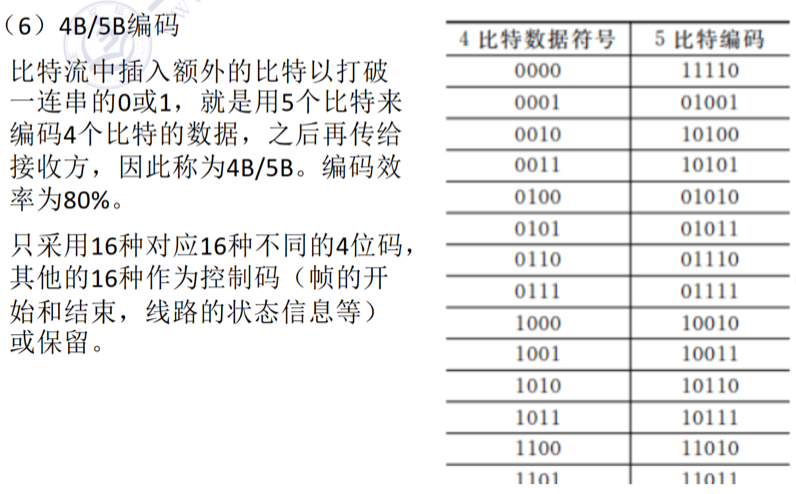 （6）4B/5B编码
比特流中插入额外的比特以打破
一连串的0或1，就是用5个比特来
编码4个比特的数据，之后再传给
接收方，因此称为4B/5B。编码效
率为80%。
只采用16种对应16种不同的4位码，
其他的16种作为控制码（帧的开
始和结束，线路的状态信息等）
或保留。
4 比特数据符号 5 比特编码
0000 11110
0001 01001
0010 10100
0011 10101
0100 01010
0101 01011
0110 01110
0111 01111
1000 10010
1001 10011
1010 10110
1011 10111
1100 11010
1101 11011